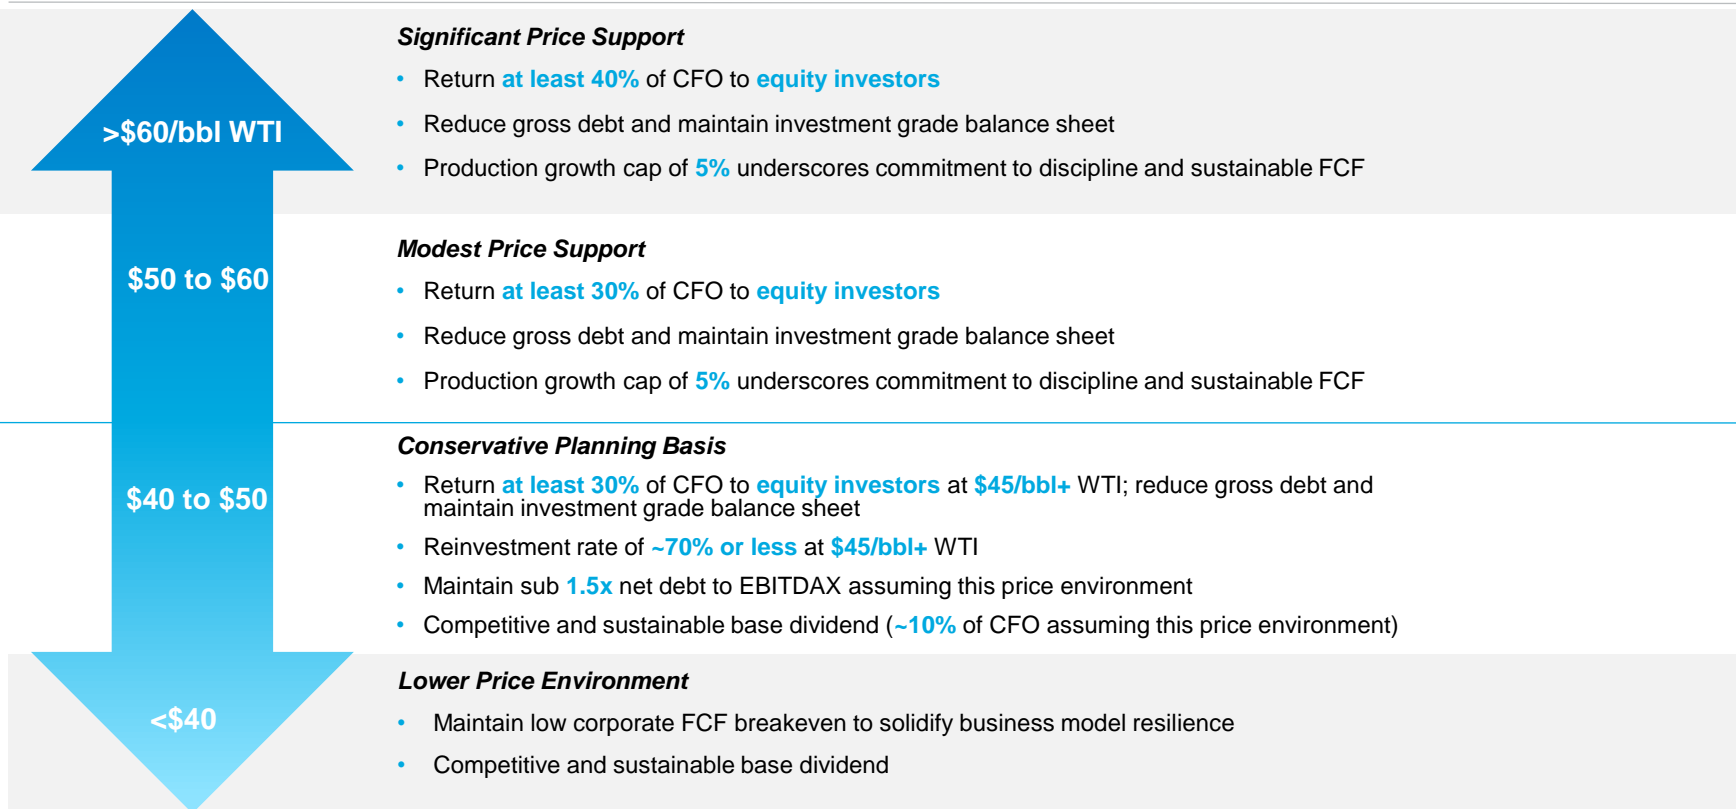 >$60/bbl WTI
Significant Price Support
• Return at least 40% of CFO to equity investors
• Reduce gross debt and maintain investment grade balance sheet
• Production growth cap of 5% underscores commitment to discipline and sustainable FCF
$50 to $60
Modest Price Support
• Return at least 30% of CFO to equity investors
• Reduce gross debt and maintain investment grade balance sheet
• Production growth cap of 5% underscores commitment to discipline and sustainable FCF
$40 to $50
Conservative Planning Basis
• Return at least 30% of CFO to equity investors at $45/bbl+ WTI; reduce gross debt and
maintain investment grade balance sheet
• Reinvestment rate of ~70% or less at $45/bbl+ WTI
• Maintain sub 1.5x net debt to EBITDAX assuming this price environment
• Competitive and sustainable base dividend (~10% of CFO assuming this price environment)
<$40
Lower Price Environment
• Maintain low corporate FCF breakeven to solidify business model resilience
• Competitive and sustainable base dividend